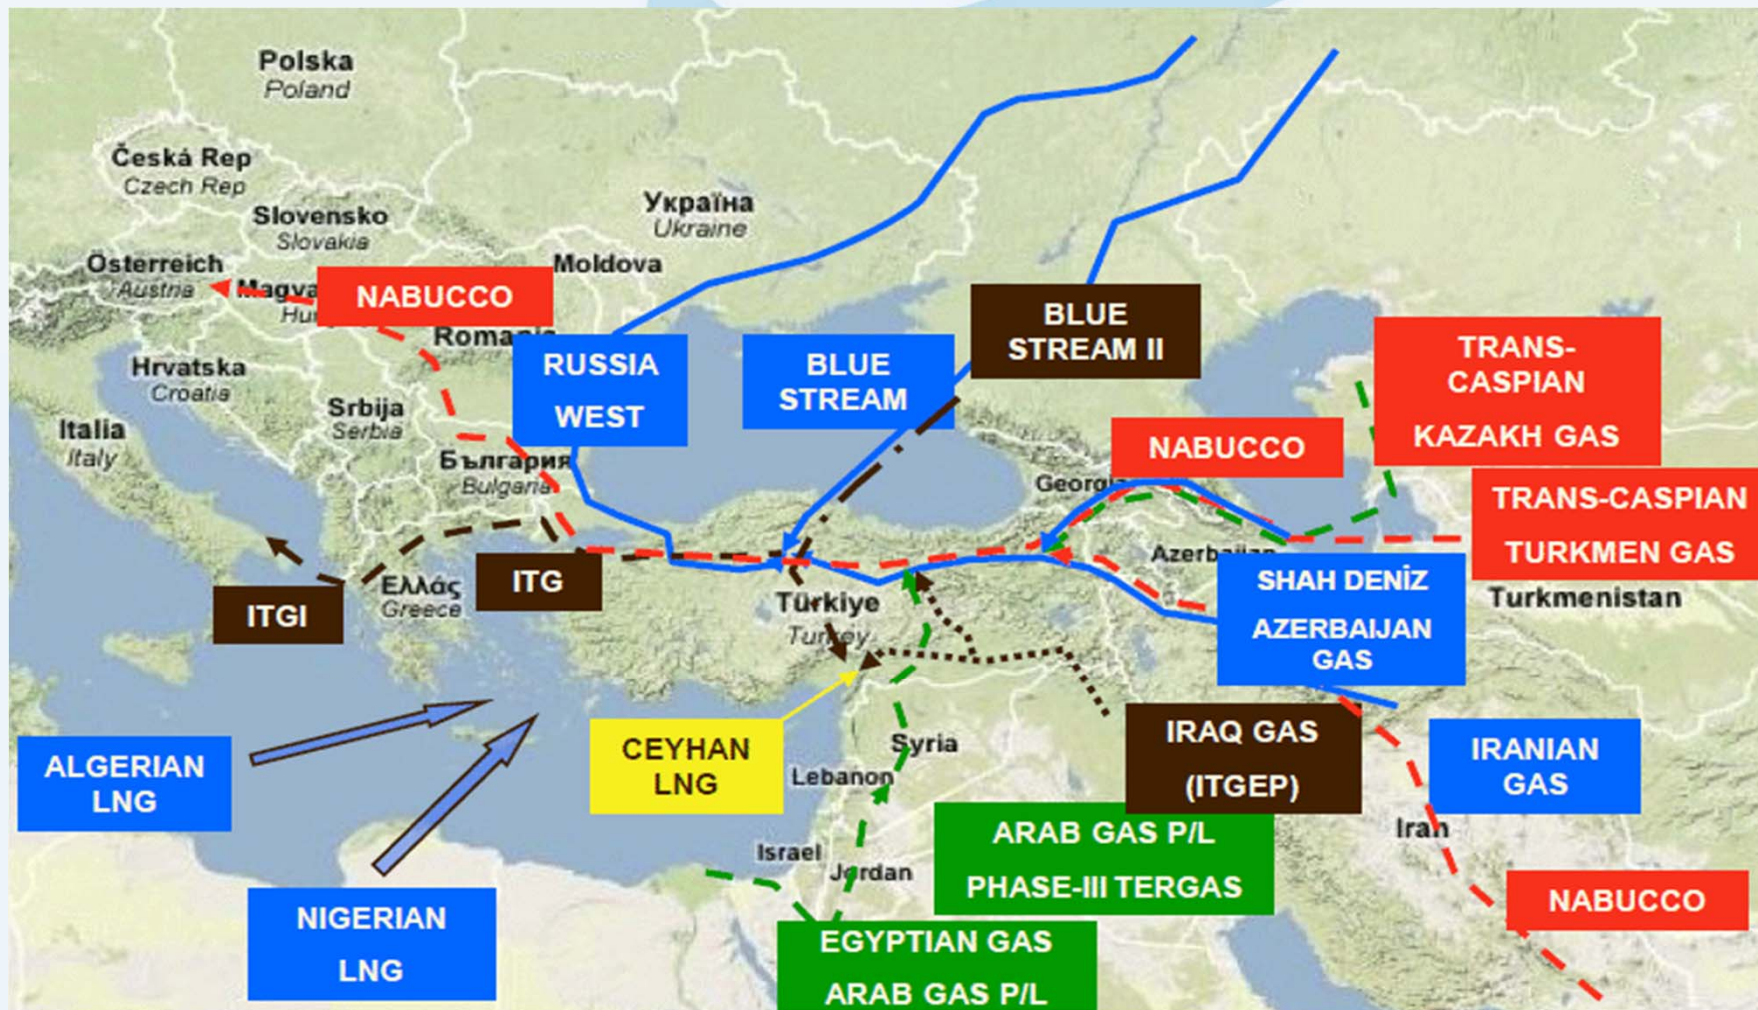 Polska
Poland
Česká Rep
Czech Rep
Slovensko
Slovakia
Україна
Ukraine
Österreich
Austria
Moldova
NABUCCO
Hrvatska
Croatia
RUSSIA
WEST
BLUE
STREAM
BLUE
STREAM II
TRANS-
CASPIAN
KAZAKH GAS
Italia
Italy
Srbija
Serbia
България
Bulgaria
NABUCCO
Georgia
TRANS-CASPIAN
TURKMEN GAS
Azerbaijan
SHAH DENİZ
AZERBAIJAN
GAS
Turkmenistan
ITGI
Ελλάς
Greece
ITG
Türkiye
Turkey
ALGERIAN
LNG
CEYHAN
LNG
Syria
Lebanon
IRAQ GAS
(ITGEP)
IRANIAN
GAS
Iran
Israel
Jordan
ARAB GAS P/L
PHASE-III TERGAS
NABUCCO
NIGERIAN
LNG
EGYPTIAN GAS
ARAB GAS P/L